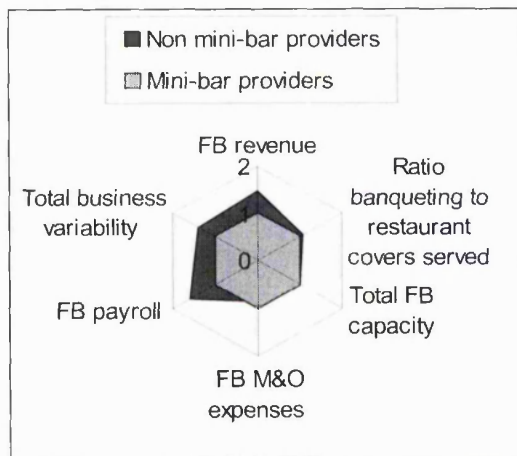 Non mini-bar providers
Mini-bar providers
FB revenue
2
1
0
Ratio
banqueting to
restaurant
covers served
Total FB
capacity
FB M&O
expenses
FB payroll
Total business
variability